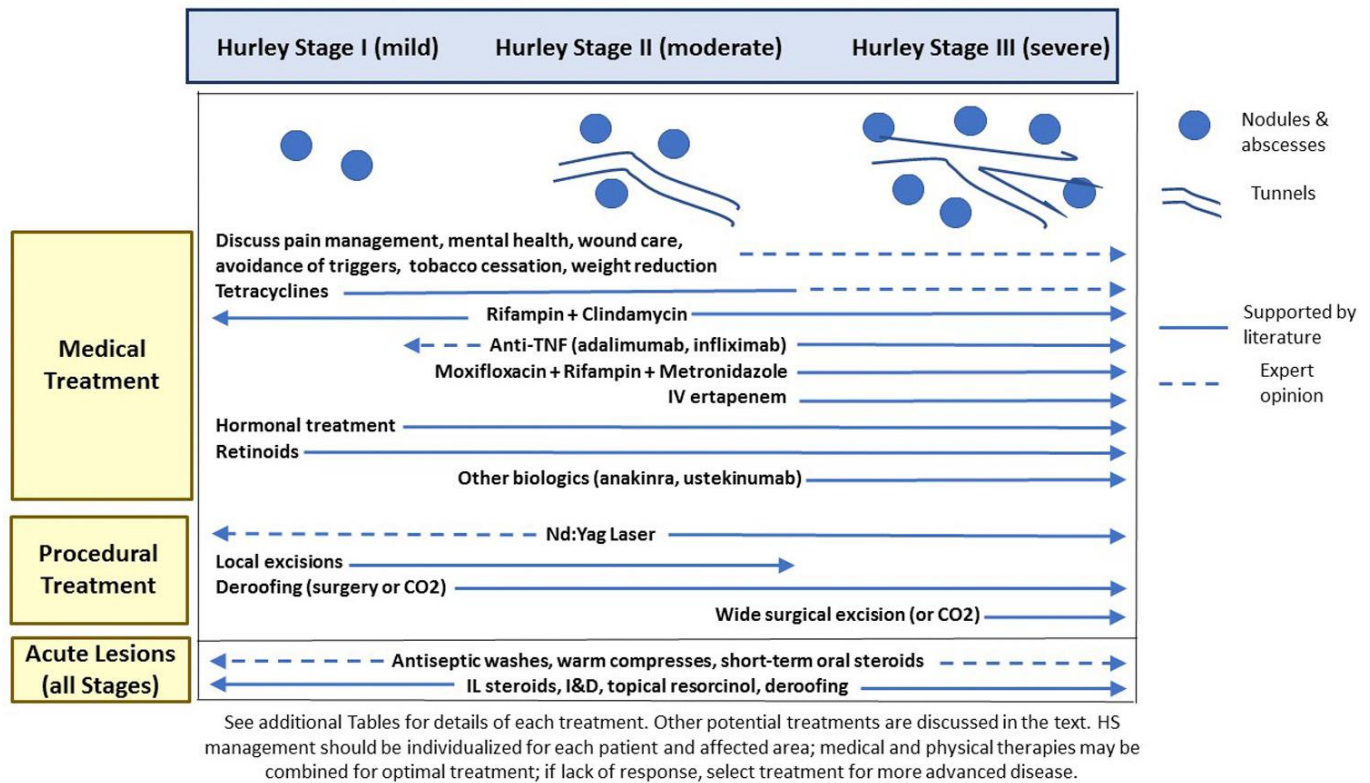 Hurley Stage I (mild) Hurley Stage II (moderate) Hurley Stage III (severe)
Nodules &
abscesses
Tunnels
Supported by
literature
Expert
opinion
Medical
Treatment
Discuss pain management, mental health, wound care,
avoidance of triggers, tobacco cessation, weight reduction
Tetracyclines
Rifampin + Clindamycin
Anti-TNF (adalimumab, infliximab)
Moxifloxacin + Rifampin + Metronidazole
IV ertapenem
Hormonal treatment
Retinoids
Other biologics (anakinra, ustekinumab)
Procedural
Treatment
Nd:Yag Laser
Local excisions
Deroofing (surgery or CO2)
Wide surgical excision (or CO2)
Acute Lesions
(all Stages)
Antiseptic washes, warm compresses, short-term oral steroids
IL steroids, I&D, topical resorcinol, deroofing
See additional Tables for details of each treatment. Other potential treatments are discussed in the text. HS
management should be individualized for each patient and affected area; medical and physical therapies may be
combined for optimal treatment; if lack of response, select treatment for more advanced disease.